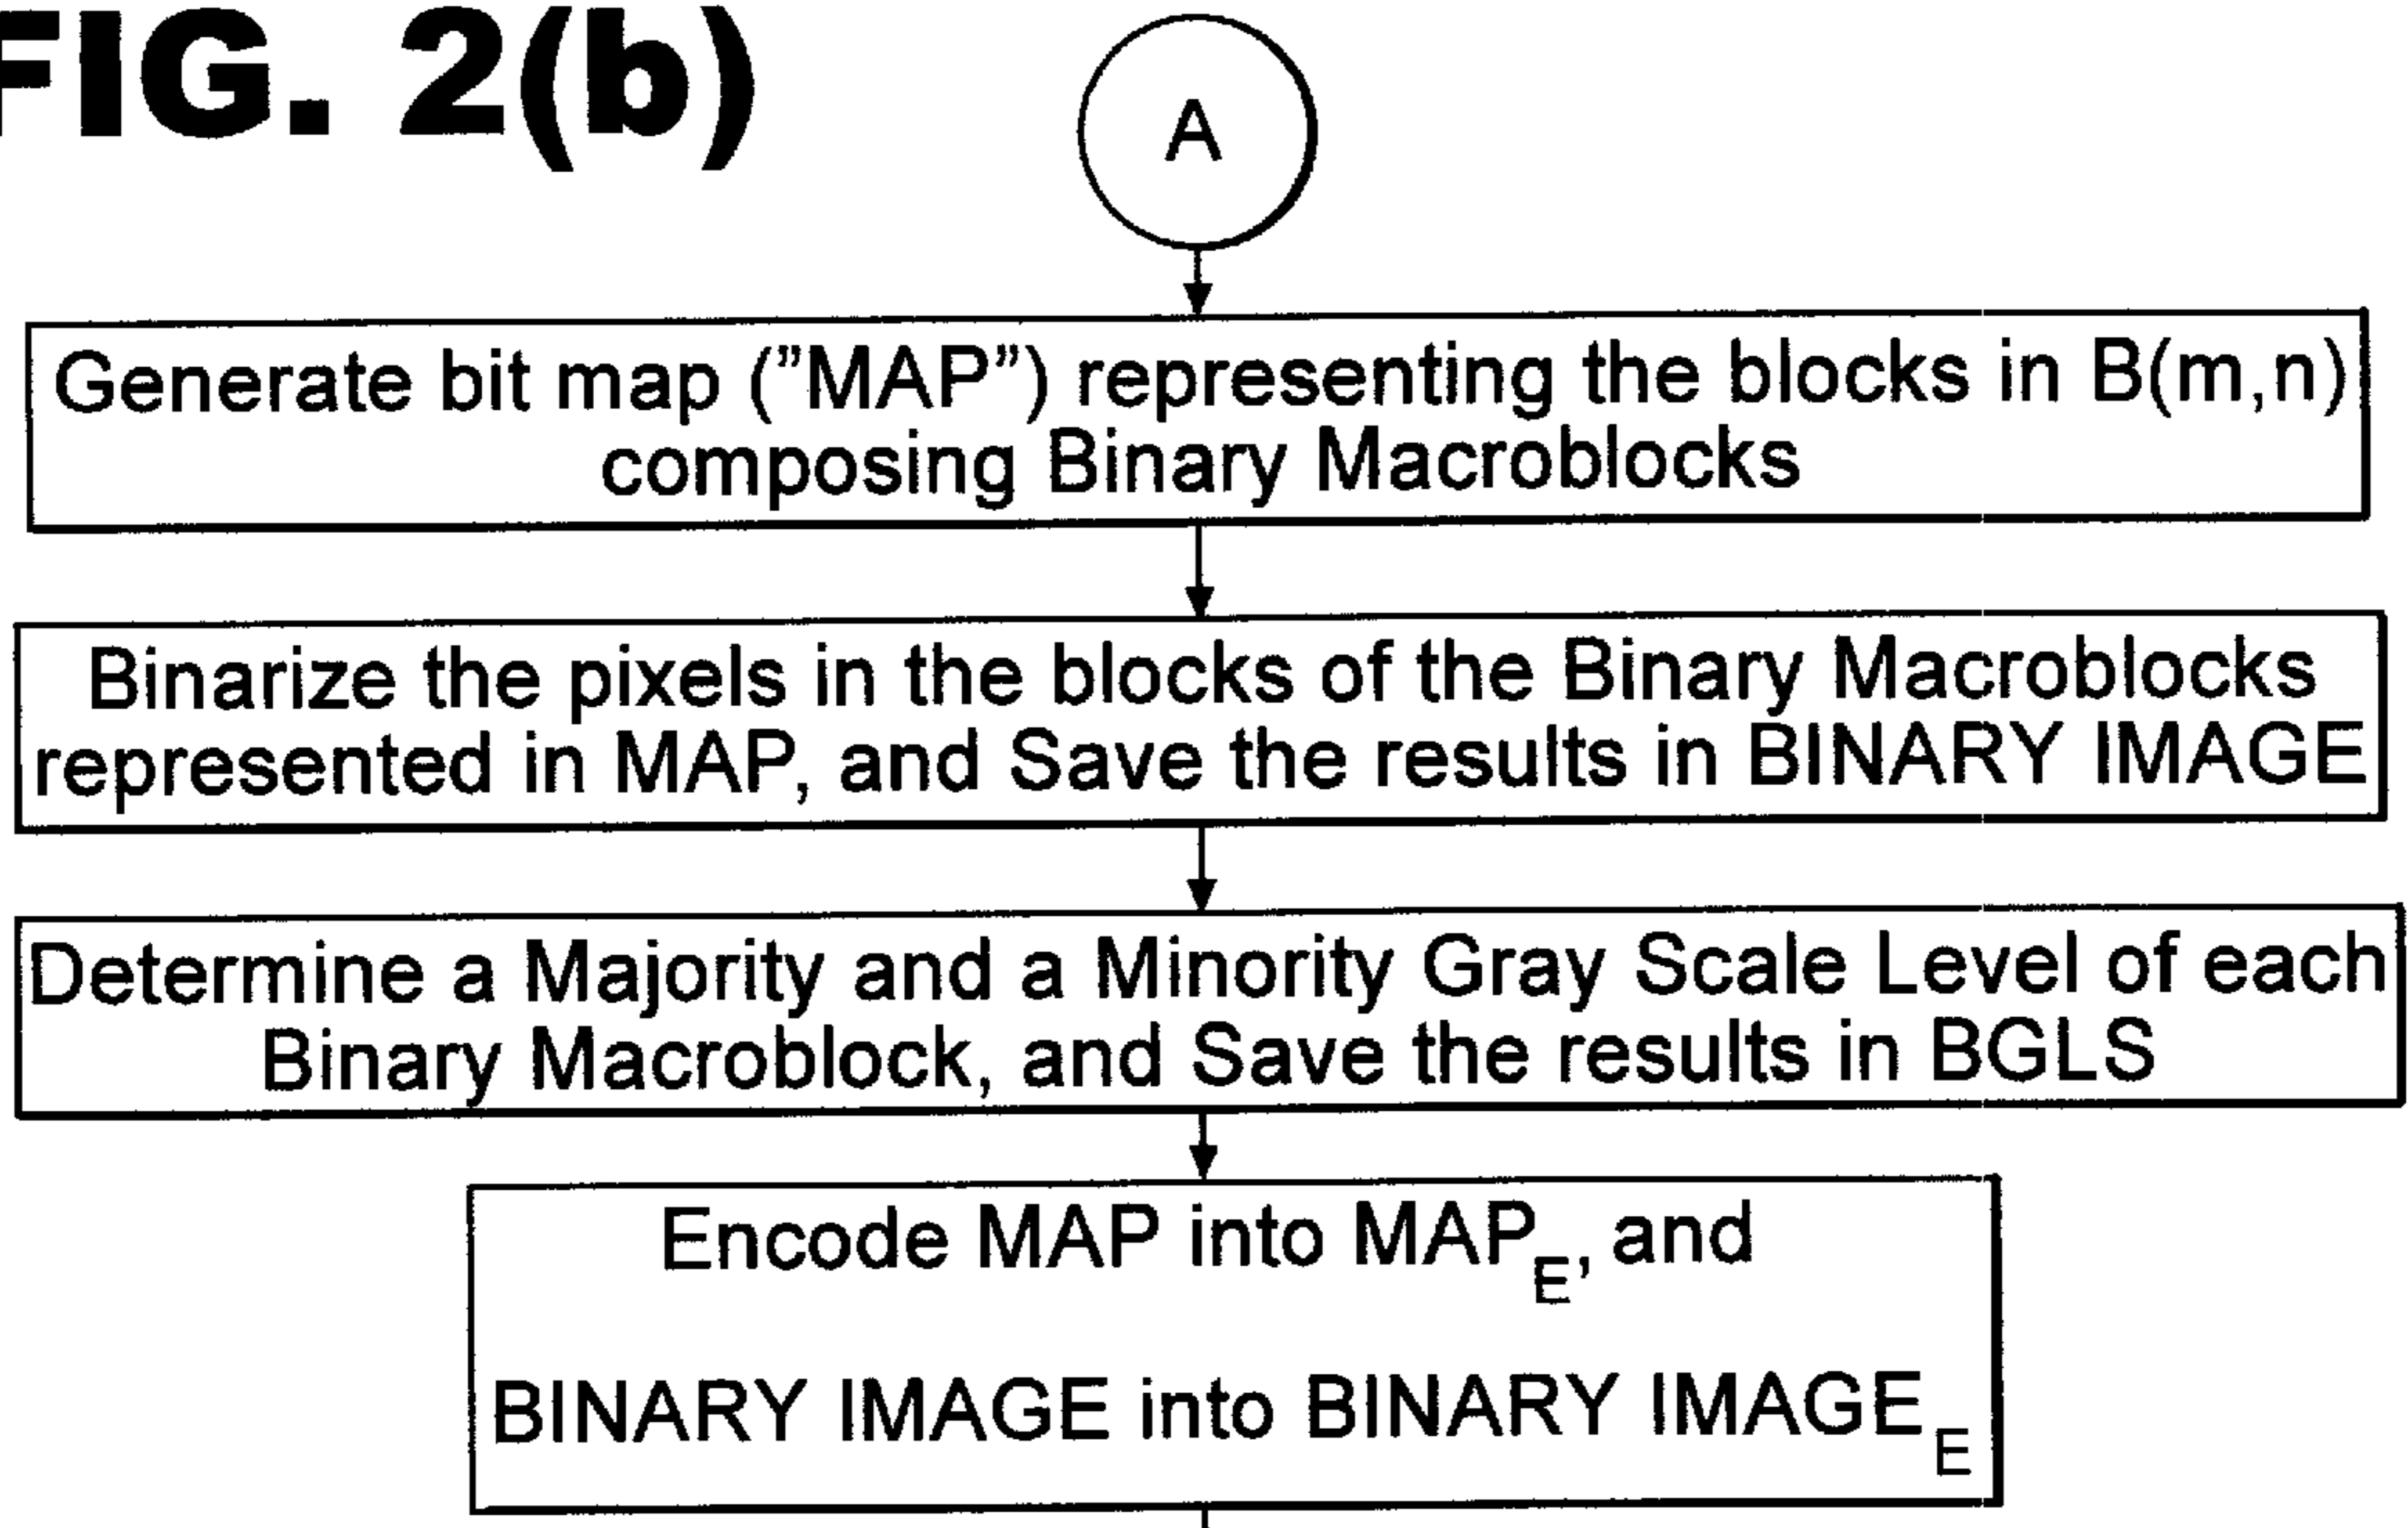 FIG. 2(b)
A
Generate bit map (”MAP”) representing the blocks in B(m,n)
composing Binary Macroblocks
Binarize the pixels in the blocks of the Binary Macroblocks
represented in MAP, and Save the results in BINARY IMAGE
Determine a Majority and a Minority Gray Scale Level of each
Binary Macroblock, and Save the results in BGLS
Encode MAP into MAP_E, and
BINARY IMAGE into BINARY IMAGE_E